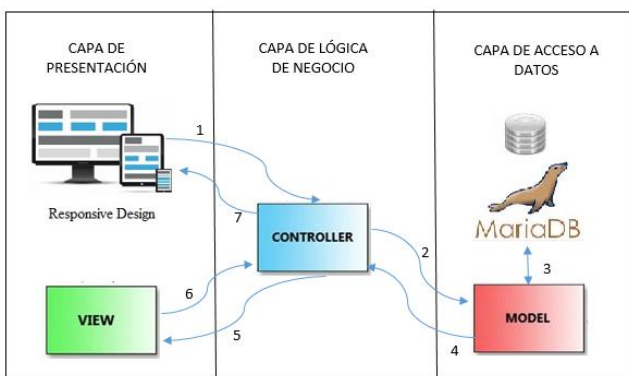 CAPA DE
PRESENTACIÓN
CAPA DE LÓGICA
DE NEGOCIO
CAPA DE ACCESO A
DATOS
1
Responsive Design
7
CONTROLLER
2
MariaDB
3
6
VIEW
5
4
MODEL